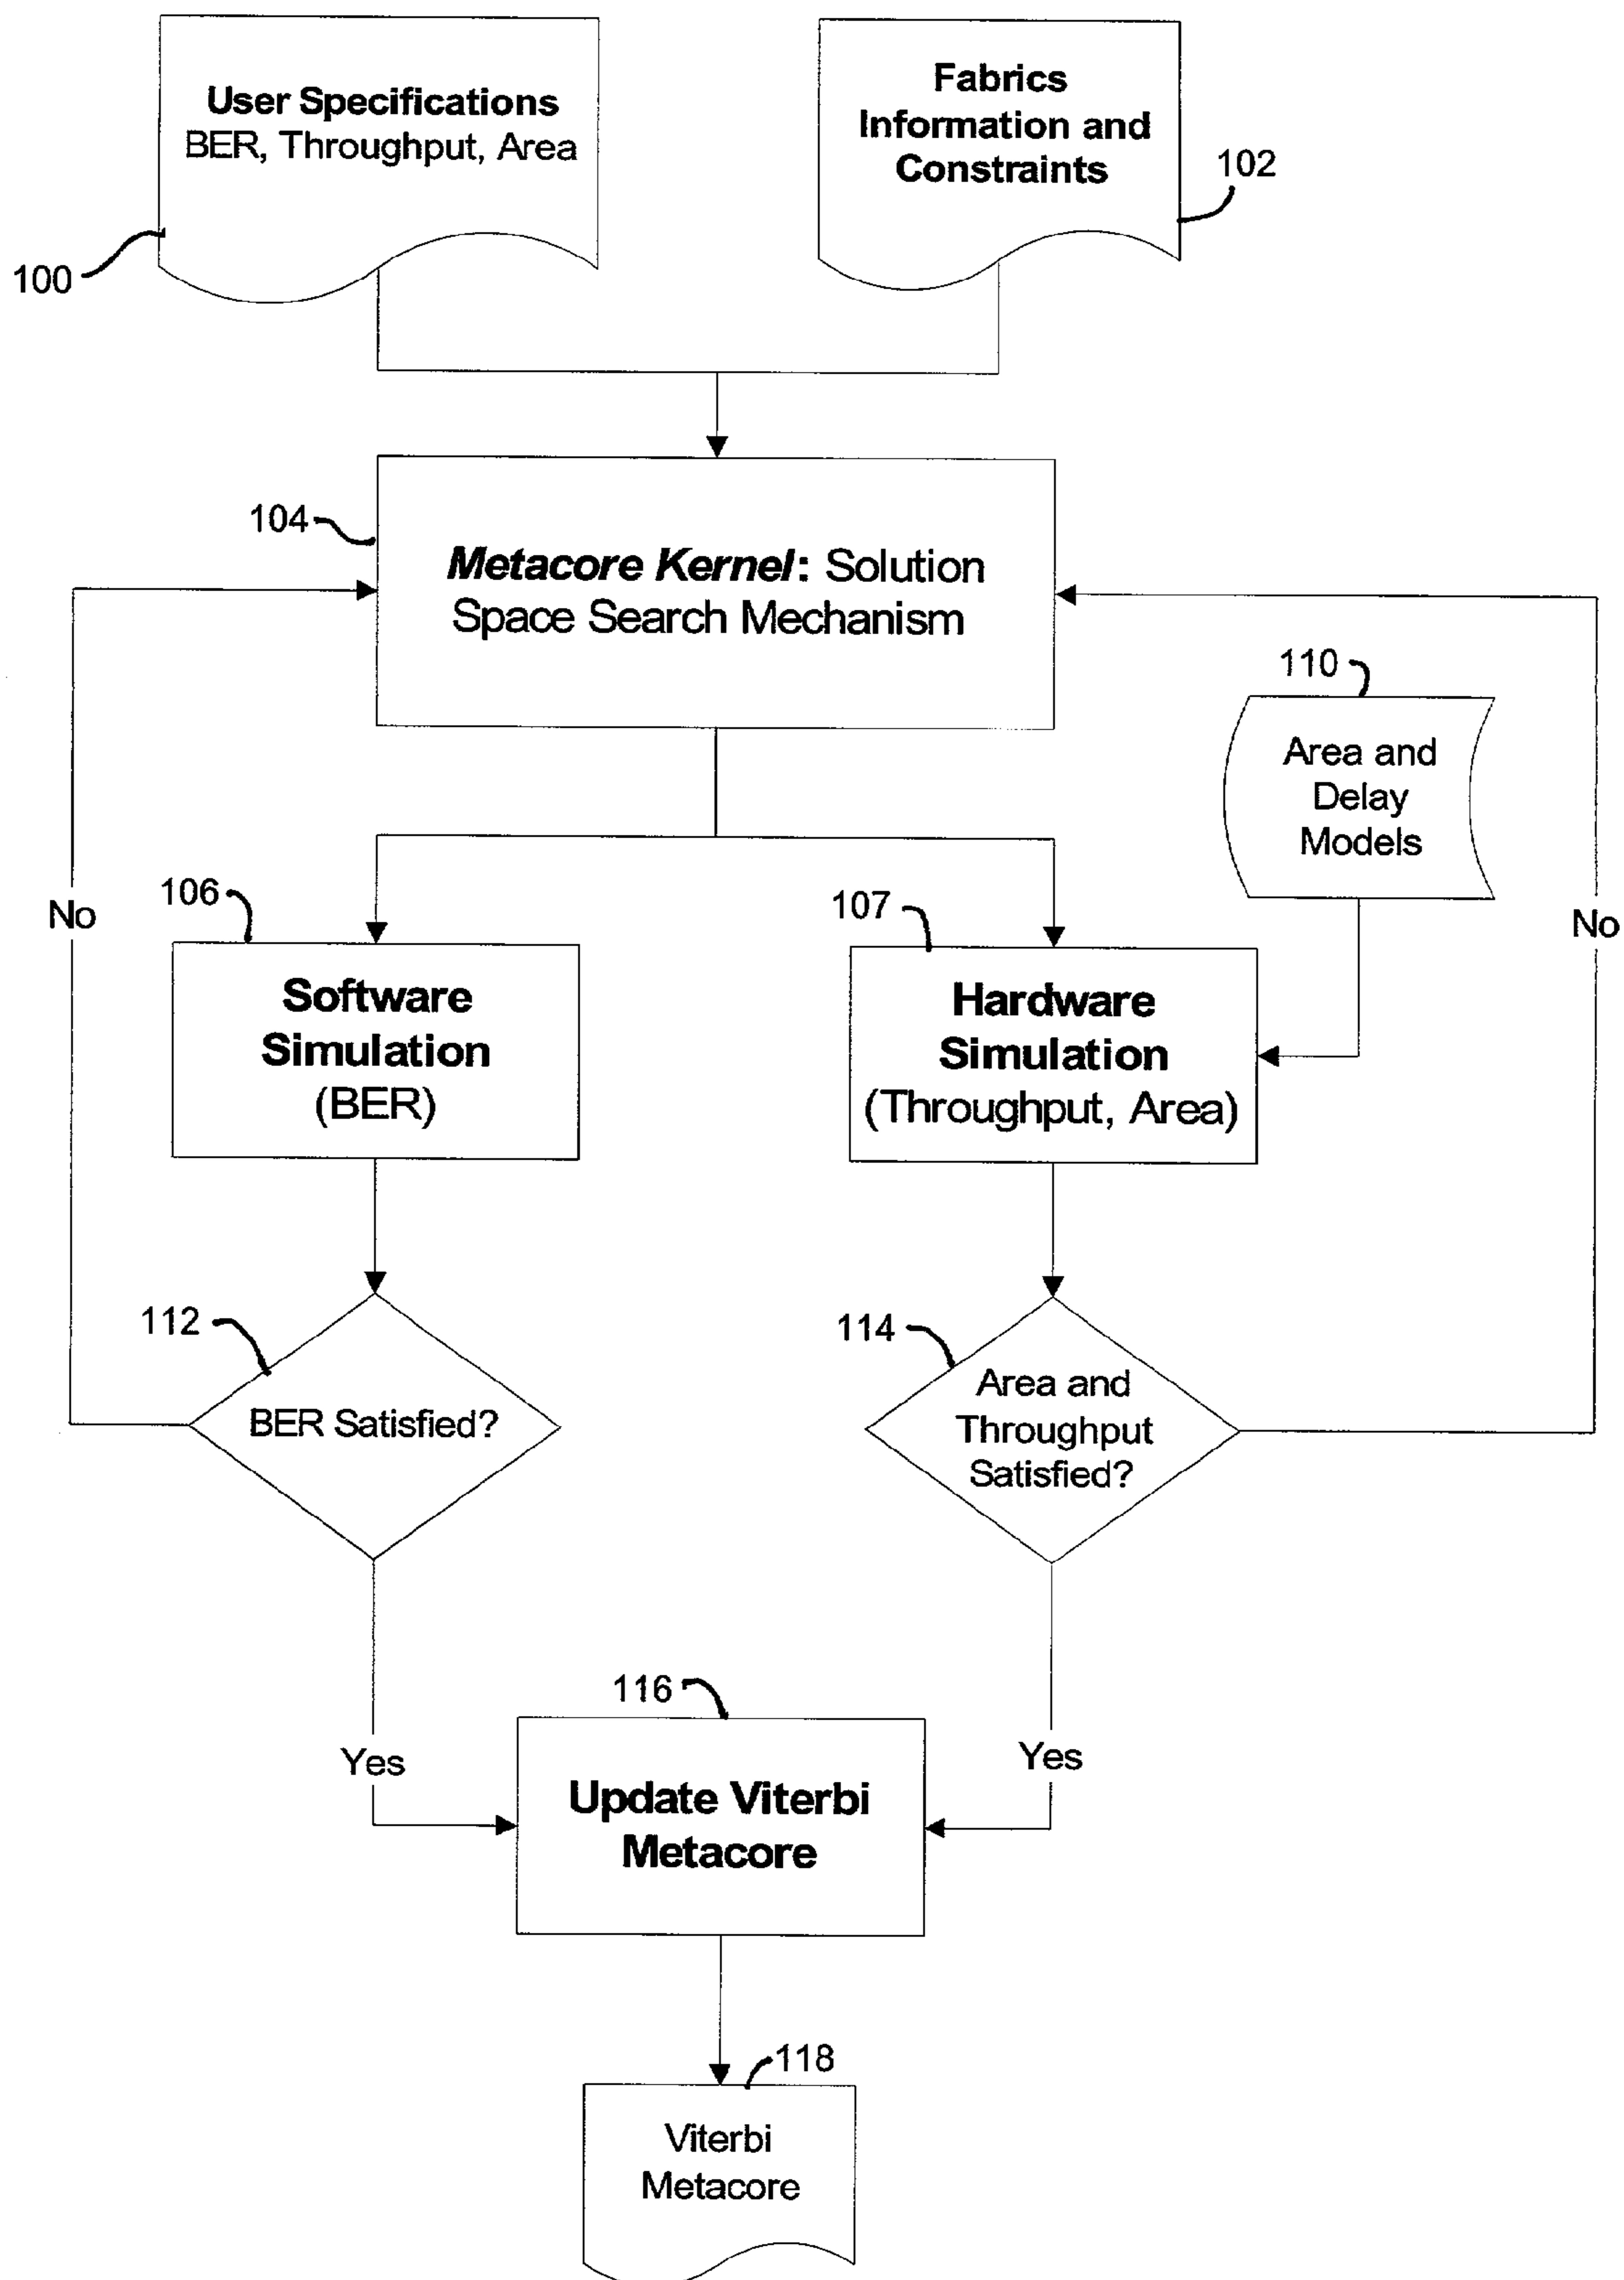 User Specifications
BER, Throughput, Area
Fabrics
Information and
Constraints
102
100
104
Metacore Kernel: Solution
Space Search Mechanism
110
Area and
Delay
Models
No
No
106
107
Software
Simulation
(BER)
Hardware
Simulation
(Throughput, Area)
112
BER Satisfied?
114
Area and
Throughput
Satisfied?
116
Yes
Yes
Update Viterbi
Metacore
118
Viterbi
Metacore